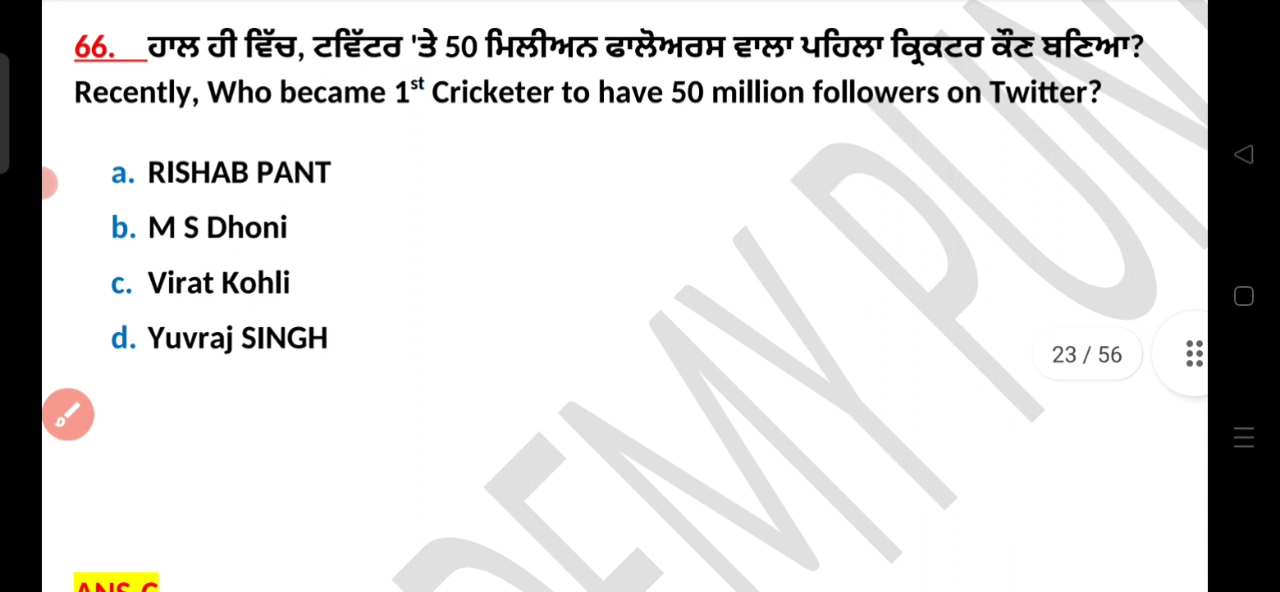 66. ਹਾਲ ਹੀ ਵਿੱਚ, ਟਵਿੱਟਰ 'ਤੇ 50 ਮਿਲੀਅਨ ਫਾਲੋਅਰਸ ਵਾਲਾ ਪਹਿਲਾ ਕ੍ਰਿਕਟਰ ਕੌਣ ਬਣਿਆ?
Recently, Who became 1st Cricketer to have 50 million followers on Twitter?
a. RISHAB PANT
b. M S Dhoni
c. Virat Kohli
d. Yuvraj SINGH
23 / 56
ANS-C